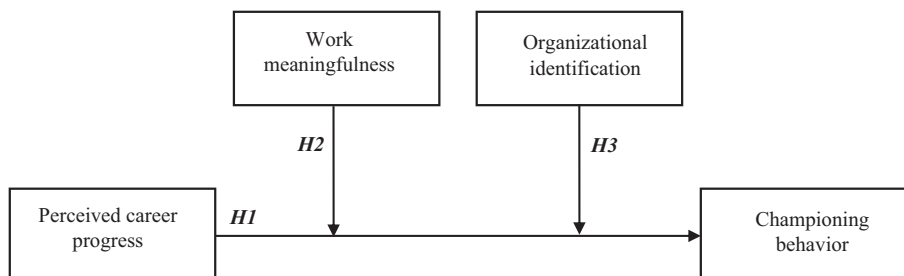 Work
meaningfulness
Organizational
identification
H2
H3
Perceived career
progress
H1
Championing
behavior